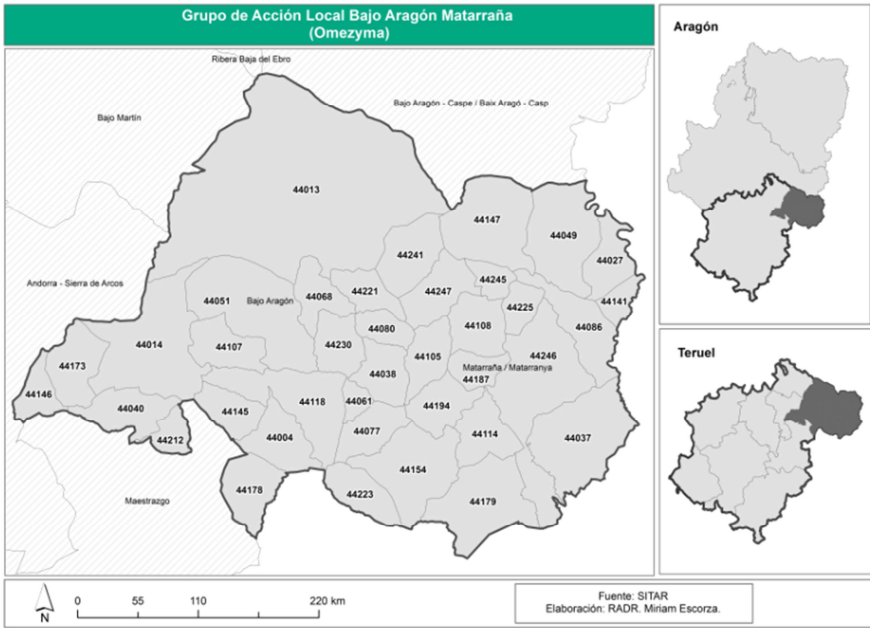 Grupo de Acción Local Bajo Aragón Matarraña
(Omezyma)
Ribera Baja del Ebro
Bajo Martín
Bajo Aragón - Caspe / Baix Aragó - Casp
44013
44147
44049
44241
44027
Andorra - Sierra de Arcos
44245
44051
Bajo Aragón
44068
44221
44247
44141
44225
44080
44108
44086
44014
44107
44230
44105
44246
44173
44038
Matarraña / Matarranya
44187
44146
44040
44145
44118
44061
44194
44212
44004
44077
44114
44037
44154
44178
44223
44179
Maestrazgo
Aragón
Teruel
N
0 55 110 220 km
Fuente: SITAR
Elaboración: RADR. Miriam Escorza.